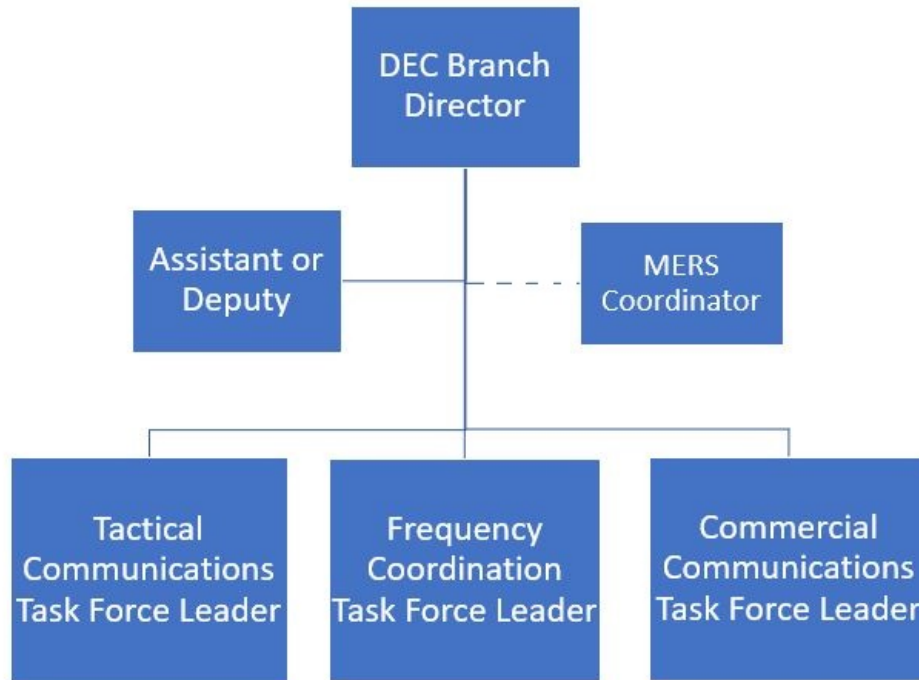 DEC Branch
Director
Assistant or
Deputy
MERS
Coordinator
Tactical
Communications
Task Force Leader
Frequency
Coordination
Task Force Leader
Commercial
Communications
Task Force Leader